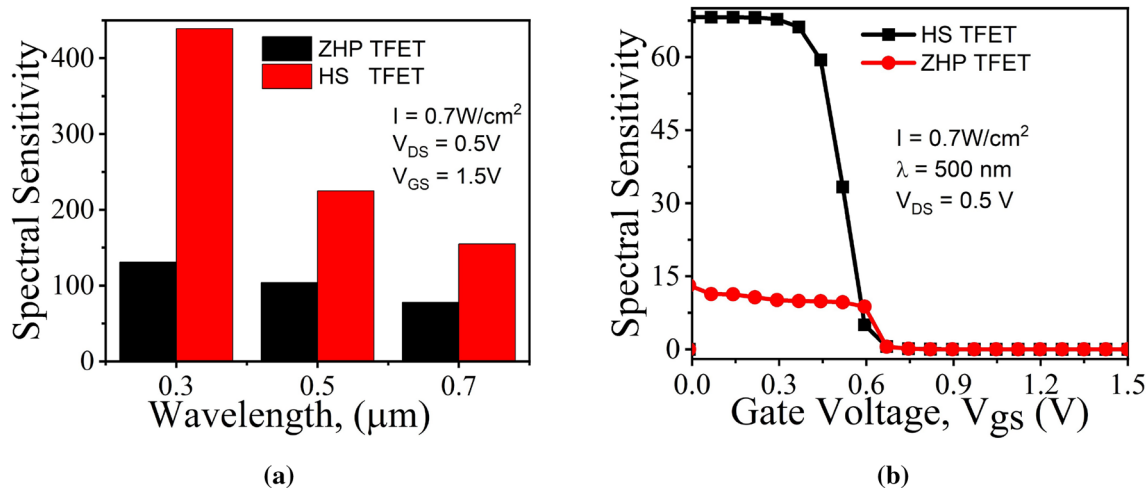 Spectral Sensitivity
400
300
200
100
0
ZHP TFET
HS TFET
I = 0.7W/cm²
V_DS = 0.5V
V_GS = 1.5V
0.3 0.5 0.7
Wavelength, (μm)
(a)
Spectral Sensitivity
60
45
30
15
0
HS TFET
ZHP TFET
I = 0.7W/cm²
λ = 500 nm
V_DS = 0.5 V
0.0 0.3 0.6 0.9 1.2 1.5
Gate Voltage, Vgs (V)
(b)